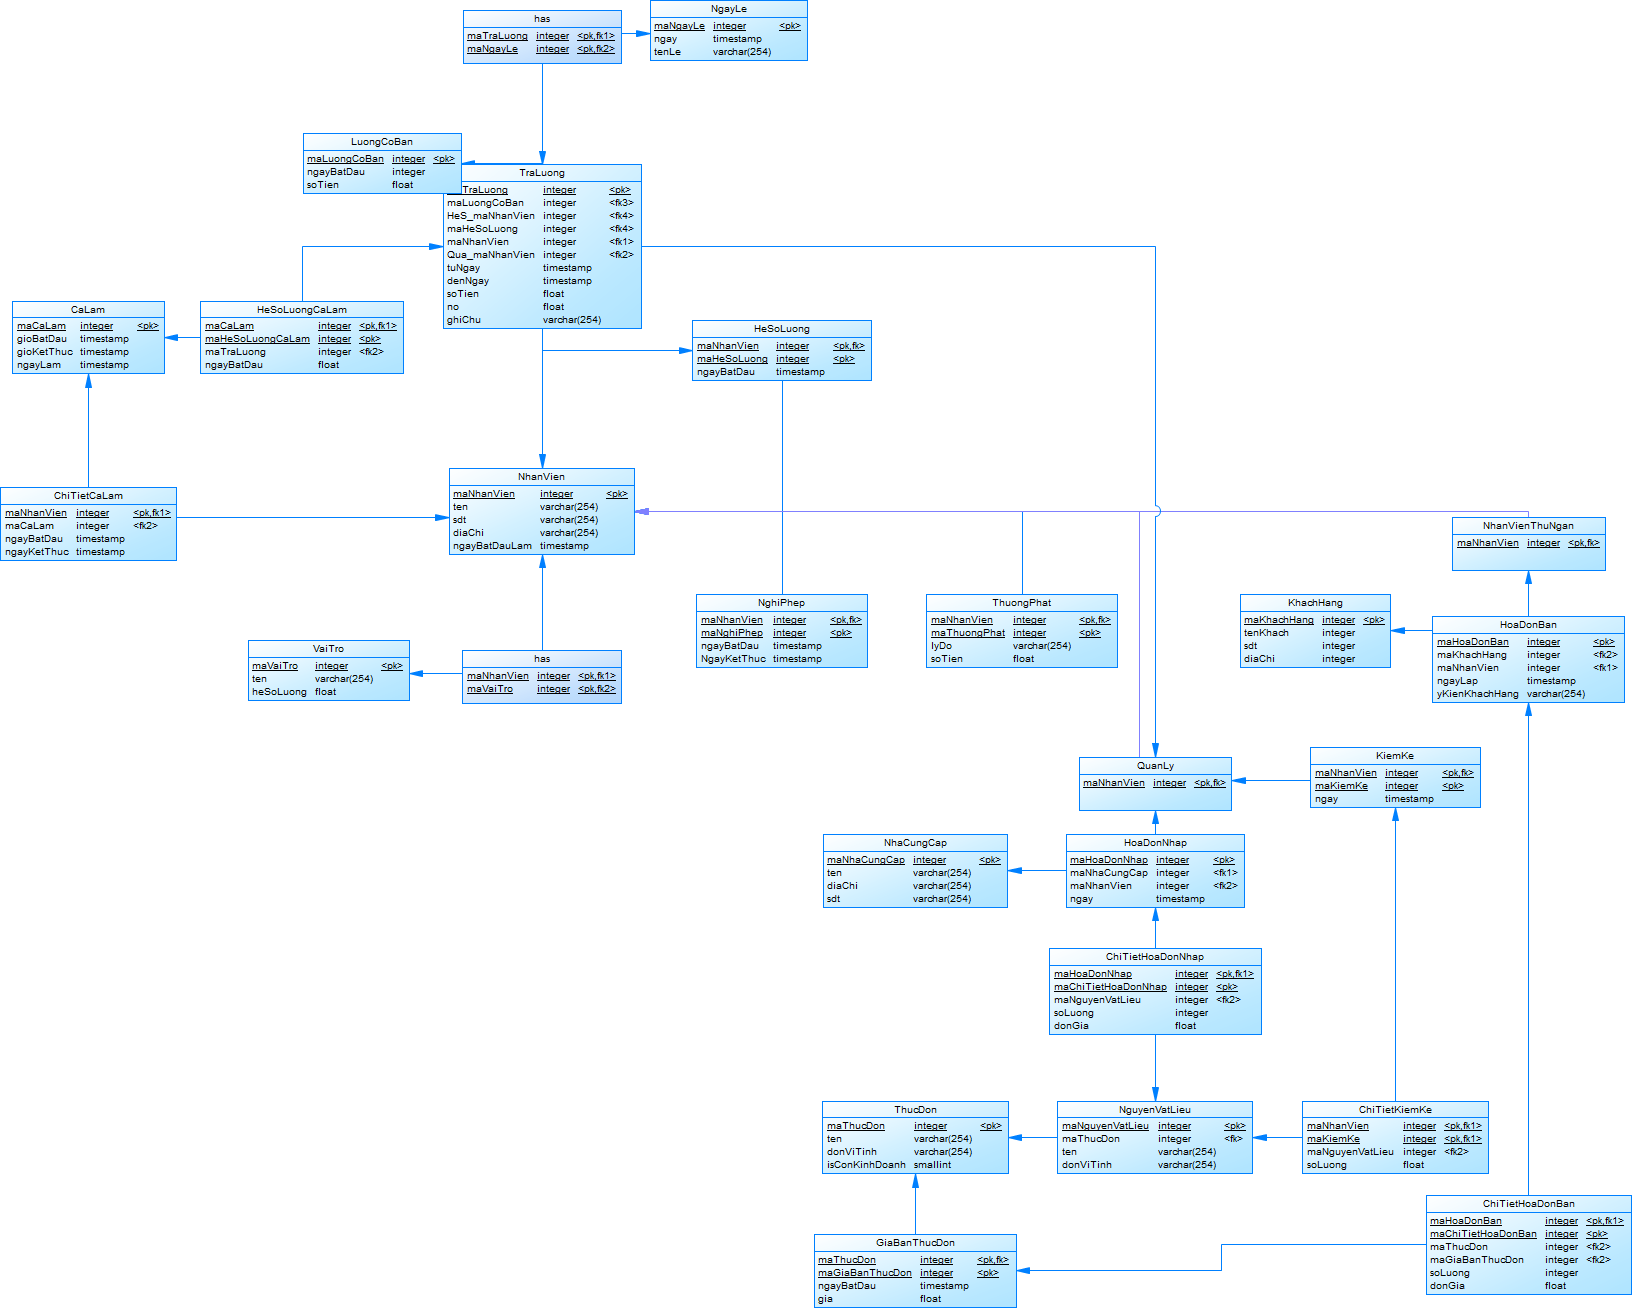 has
maTraLuong integer <pk,fk1>
maNgayLe integer <pk,fk2>
NgayLe
maNgayLe integer <pk>
ngay timestamp
tenLe varchar(254)
LuongCoBan
maLuongCoBan integer <pk>
ngayBatDau integer
soTien float
TraLuong
TraLuong integer <pk>
maLuongCoBan integer <fk3>
HeS_maNhanVien integer <fk4>
maHeSoLuong integer <fk4>
maNhanVien integer <fk1>
Qua_maNhanVien integer <fk2>
tuNgay timestamp
denNgay timestamp
soTien float
no float
ghiChu varchar(254)
CaLam
maCaLam integer <pk>
gioBatDau timestamp
gioKetThuc timestamp
ngayLam timestamp
HeSoLuongCaLam
maCaLam integer <pk,fk1>
maHeSoLuongCaLam integer <pk>
maTraLuong integer <fk2>
ngayBatDau float
HeSoLuong
maNhanVien integer <pk,fk>
maHeSoLuong integer <pk>
ngayBatDau timestamp
ChiTietCaLam
maNhanVien integer <pk,fk1>
maCaLam integer <fk2>
ngayBatDau timestamp
ngayKetThuc timestamp
NhanVien
maNhanVien integer <pk>
ten varchar(254)
sdt varchar(254)
diaChi varchar(254)
ngayBatDauLam timestamp
NhanVienThuNgan
maNhanVien integer <pk,fk>
VaiTro
maVaiTro integer <pk>
ten varchar(254)
heSoLuong float
has
maNhanVien integer <pk,fk1>
maVaiTro integer <pk,fk2>
NghiPhep
maNhanVien integer <pk,fk>
maNghiPhep integer <pk>
ngayBatDau timestamp
NgayKetThuc timestamp
ThuongPhat
maNhanVien integer <pk,fk>
maThuongPhat integer <pk>
lyDo varchar(254)
soTien float
KhachHang
maKhachHang integer <pk>
tenKhach integer
sdt integer
diaChi integer
HoaDonBan
maHoaDonBan integer <pk>
maKhachHang integer <fk2>
maNhanVien integer <fk1>
ngayLap timestamp
yKienKhachHang varchar(254)
QuanLy
maNhanVien integer <pk,fk>
KiemKe
maNhanVien integer <pk,fk>
maKiemKe integer <pk>
ngay timestamp
NhaCungCap
maNhaCungCap integer <pk>
ten varchar(254)
diaChi varchar(254)
sdt varchar(254)
HoaDonNhap
maHoaDonNhap integer <pk>
maNhaCungCap integer <fk1>
maNhanVien integer <fk2>
ngay timestamp
ChiTietHoaDonNhap
maHoaDonNhap integer <pk,fk1>
maChiTietHoaDonNhap integer <pk>
maNguyenVatLieu integer <fk2>
soLuong integer
donGia float
ThucDon
maThucDon integer <pk>
ten varchar(254)
donViTinh varchar(254)
isConKinhDoanh smallint
NguyenVatLieu
maNguyenVatLieu integer <pk>
maThucDon integer <fk>
ten varchar(254)
donViTinh varchar(254)
ChiTietKiemKe
maNhanVien integer <pk,fk1>
maKiemKe integer <pk,fk1>
maNguyenVatLieu integer <fk2>
soLuong float
GiaBanThucDon
maThucDon integer <pk,fk>
maGiaBanThucDon integer <pk>
ngayBatDau timestamp
gia float
ChiTietHoaDonBan
maHoaDonBan integer <pk,fk1>
maChiTietHoaDonBan integer <pk>
maThucDon integer <fk2>
maGiaBanThucDon integer <fk2>
soLuong integer
donGia float